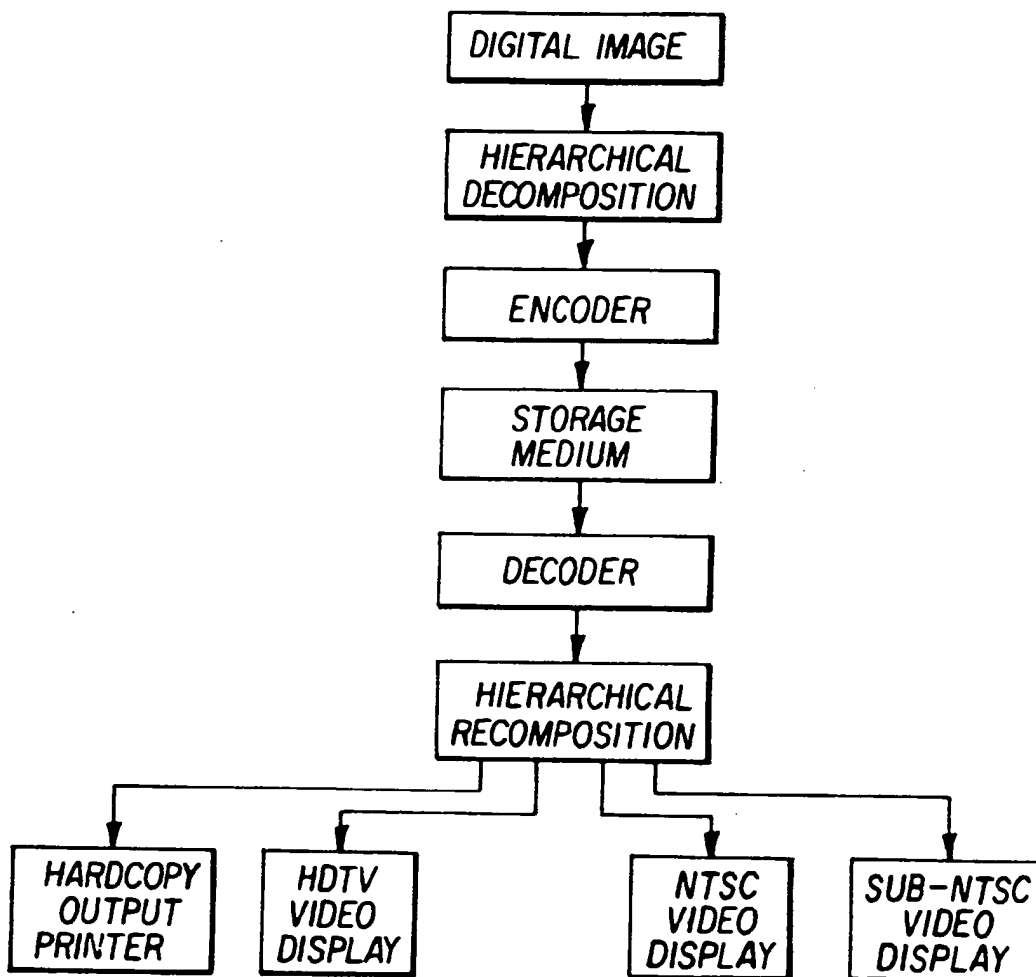 DIGITAL IMAGE
HIERARCHICAL
DECOMPOSITION
ENCODER
STORAGE
MEDIUM
DECODER
HIERARCHICAL
RECOMPOSITION
HARDCOPY
OUTPUT
PRINTER
HDTV
VIDEO
DISPLAY
NTSC
VIDEO
DISPLAY
SUB-NTSC
VIDEO
DISPLAY